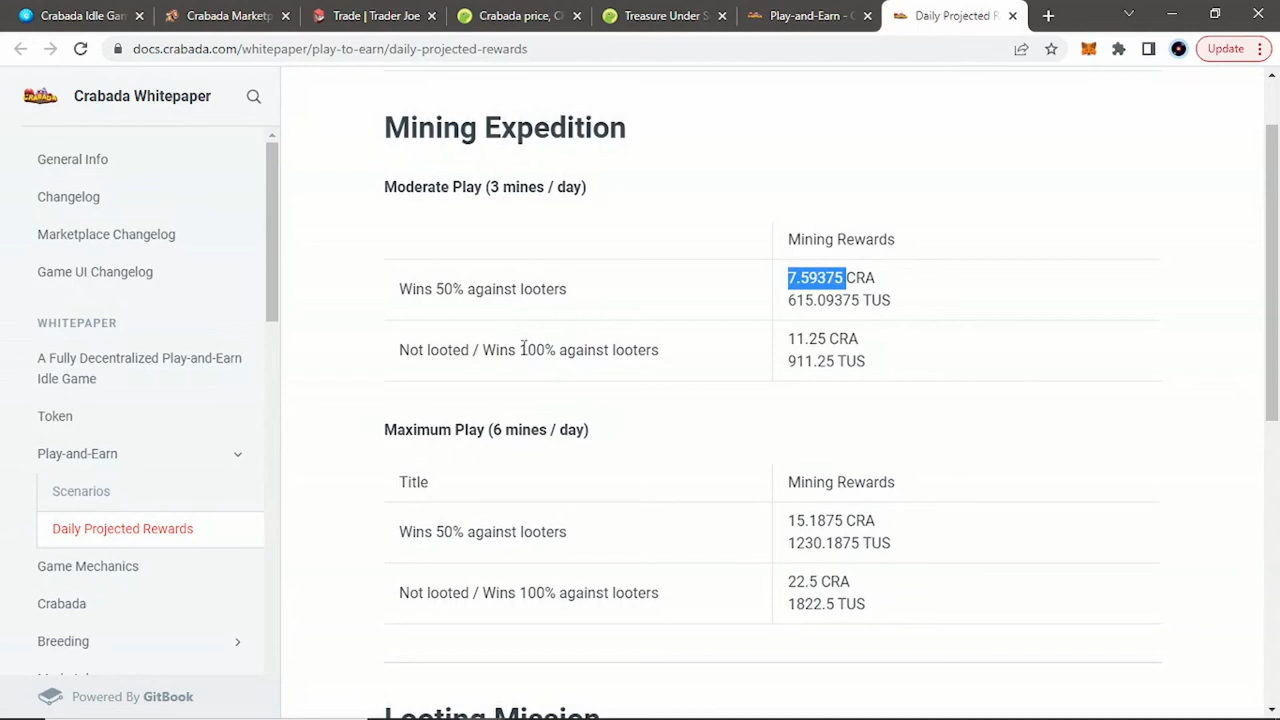 Crabada Idle Ga
Crabada Marketp
Trade | Trader Joe
Crabada price, C
Treasure Under S
Play-and-Earn - C
Daily Projected R
docs.crabada.com/whitepaper/play-to-earn/daily-projected-rewards
Update
CRABADA
Crabada Whitepaper
General Info
Changelog
Marketplace Changelog
Game UI Changelog
WHITEPAPER
A Fully Decentralized Play-and-Earn
Idle Game
Token
Play-and-Earn
Scenarios
Daily Projected Rewards
Game Mechanics
Crabada
Breeding
Powered By GitBook
Mining Expedition
Moderate Play (3 mines / day)
Mining Rewards
Wins 50% against looters
7.59375 CRA
615.09375 TUS
Not looted / Wins 100% against looters
11.25 CRA
911.25 TUS
Maximum Play (6 mines / day)
Title
Mining Rewards
Wins 50% against looters
15.1875 CRA
1230.1875 TUS
Not looted / Wins 100% against looters
22.5 CRA
1822.5 TUS
Looting Mission